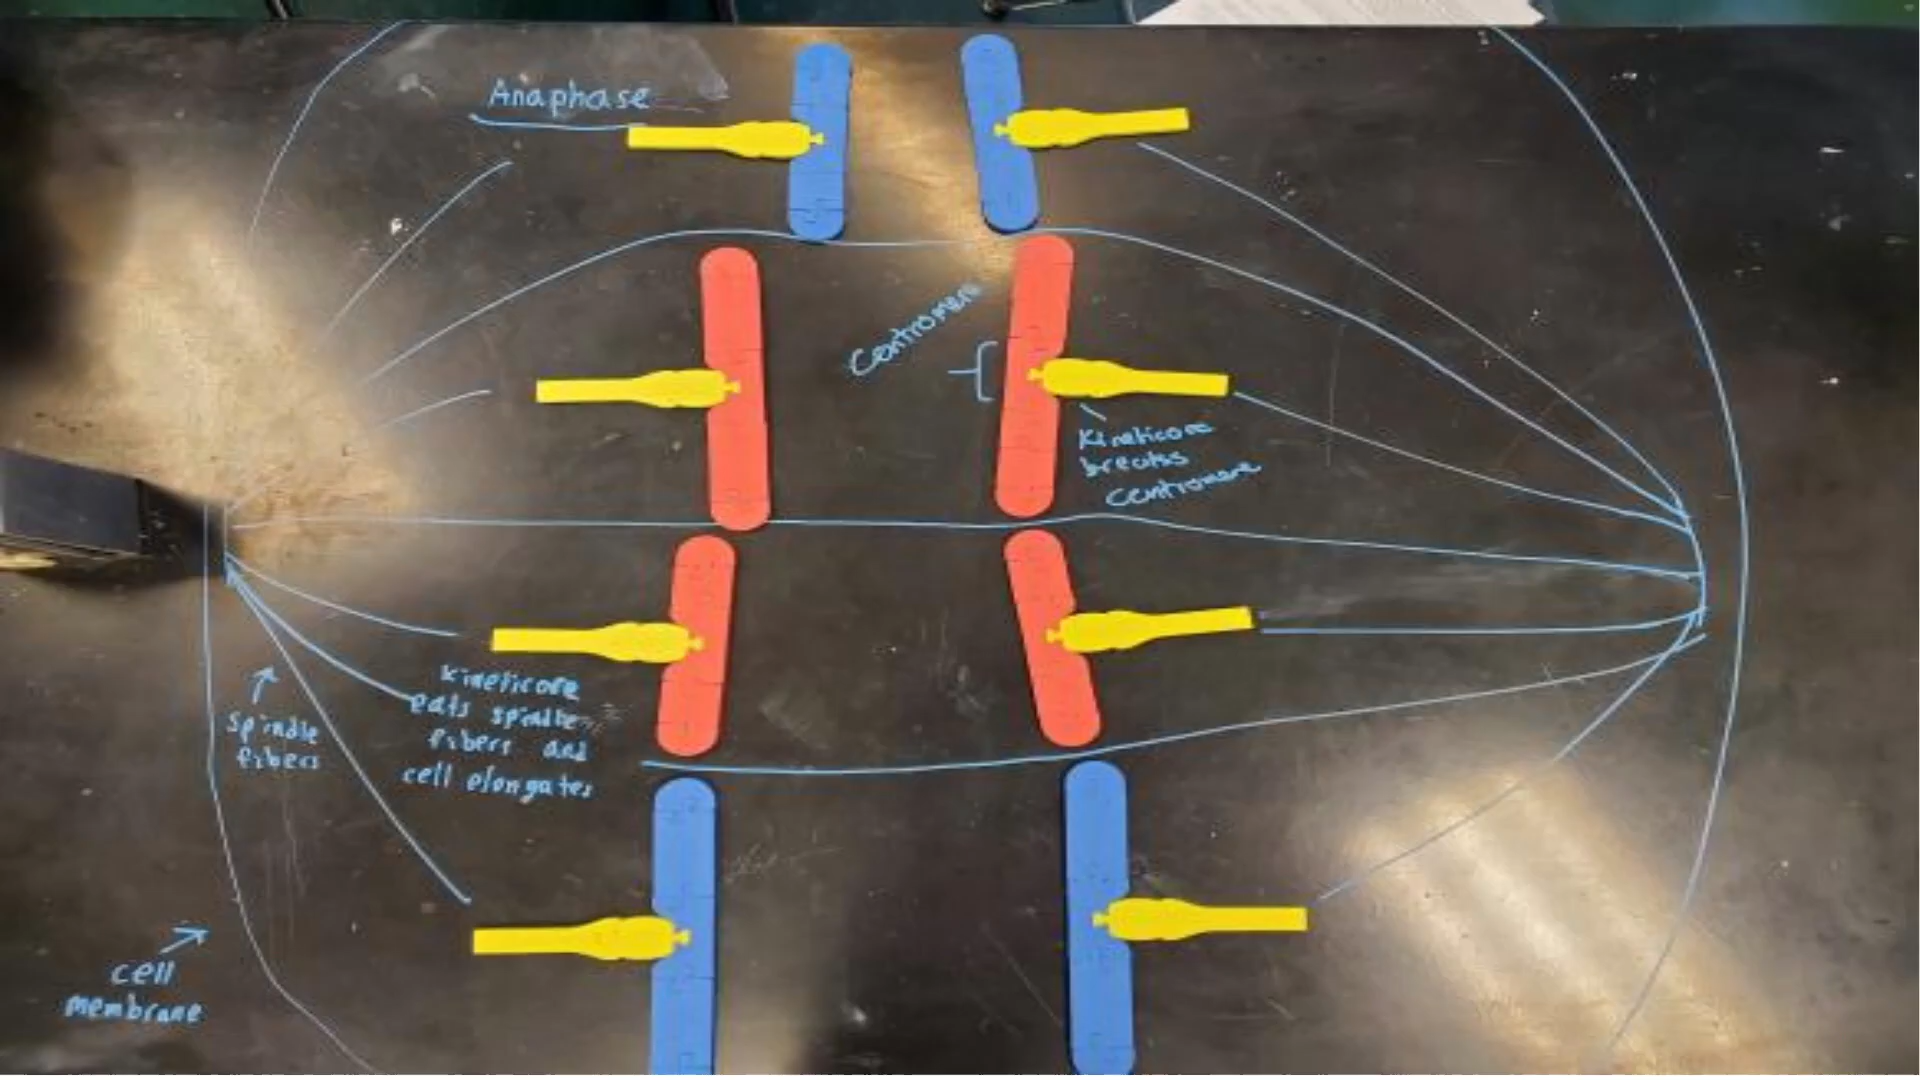 Anaphase
Centromere
Kineticore
breaks
Centromere
Kineticore
eats spindle
fibers and
cell elongates
spindle
fibers
cell
membrane